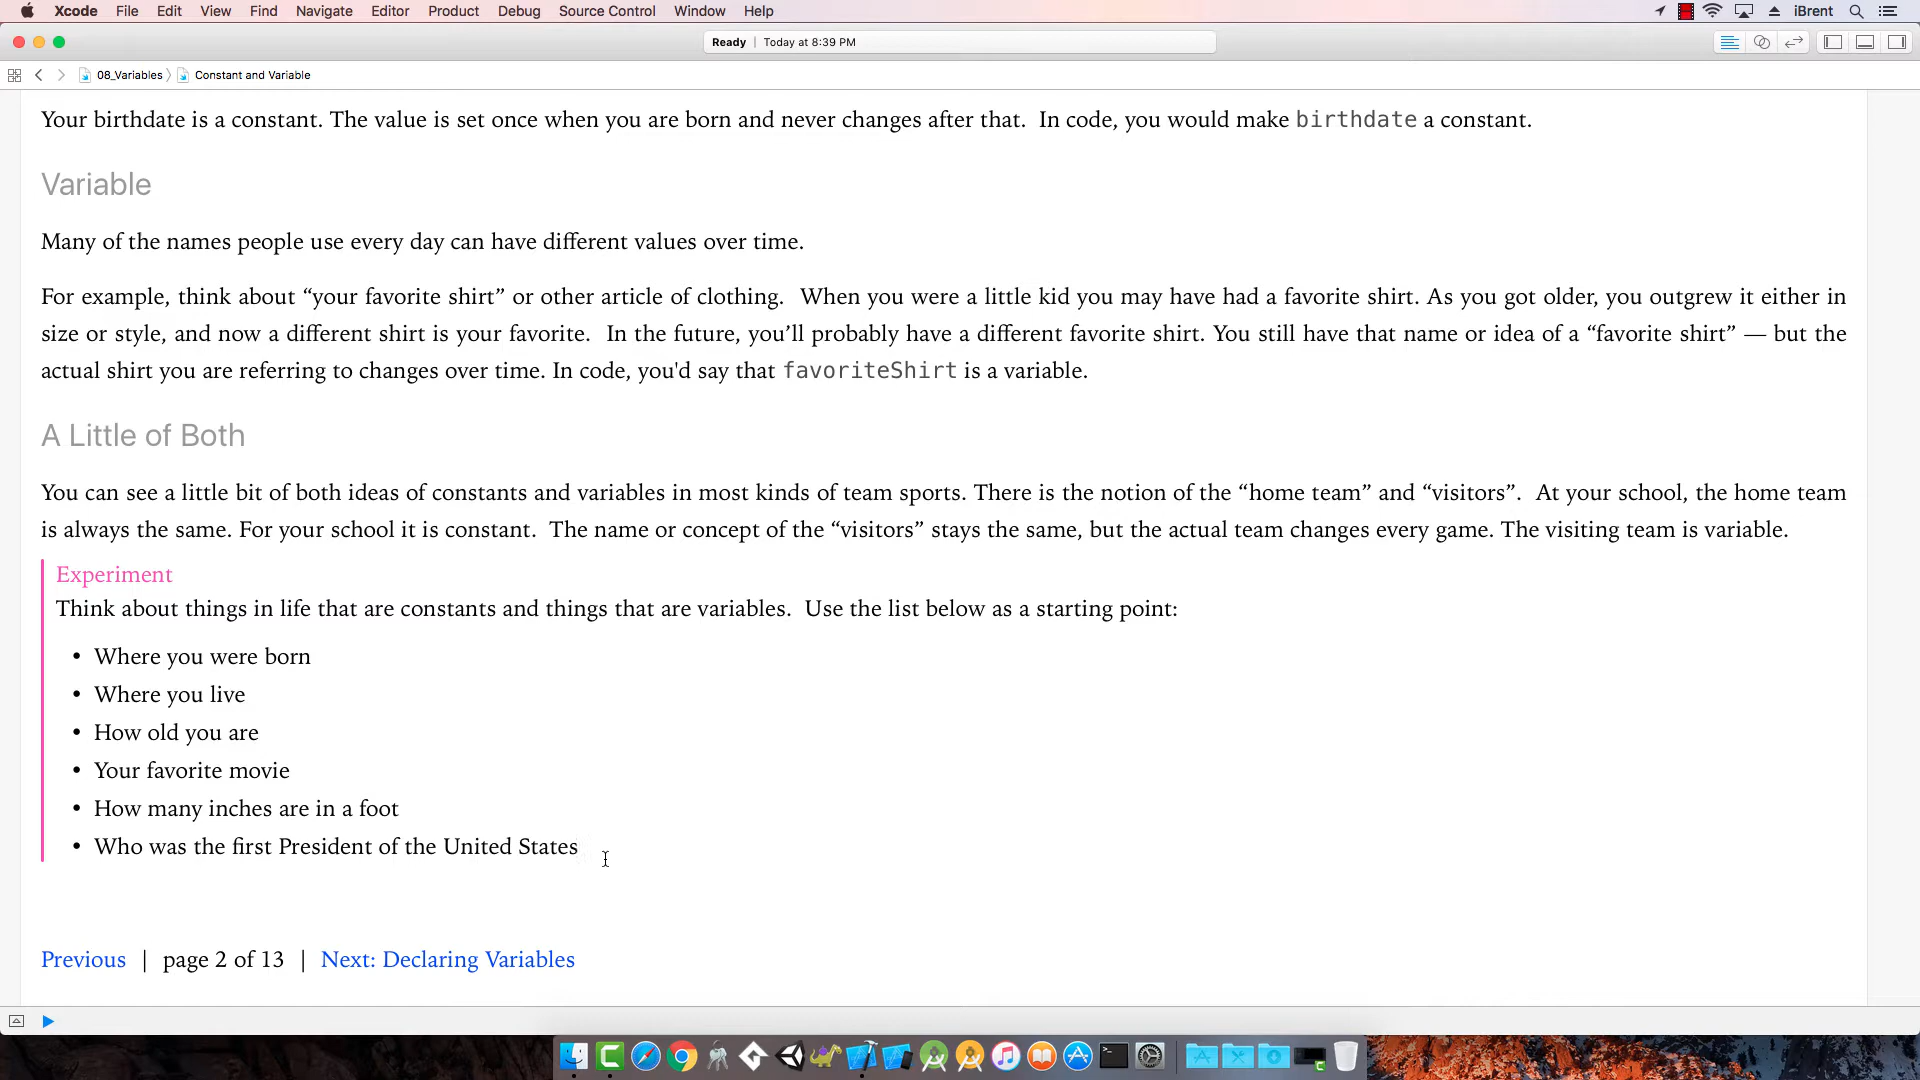 Xcode File Edit View Find Navigate Editor Product Debug Source Control Window Help iBrent
Ready | Today at 8:39 PM
08_Variables Constant and Variable
Your birthdate is a constant. The value is set once when you are born and never changes after that. In code, you would make birthdate a constant.
Variable
Many of the names people use every day can have different values over time.
For example, think about “your favorite shirt” or other article of clothing. When you were a little kid you may have had a favorite shirt. As you got older, you outgrew it either in
size or style, and now a different shirt is your favorite. In the future, you’ll probably have a different favorite shirt. You still have that name or idea of a “favorite shirt” — but the
actual shirt you are referring to changes over time. In code, you'd say that favoriteShirt is a variable.
A Little of Both
You can see a little bit of both ideas of constants and variables in most kinds of team sports. There is the notion of the “home team” and “visitors”. At your school, the home team
is always the same. For your school it is constant. The name or concept of the “visitors” stays the same, but the actual team changes every game. The visiting team is variable.
Experiment
Think about things in life that are constants and things that are variables. Use the list below as a starting point:
• Where you were born
• Where you live
• How old you are
• Your favorite movie
• How many inches are in a foot
• Who was the first President of the United States
Previous | page 2 of 13 | Next: Declaring Variables